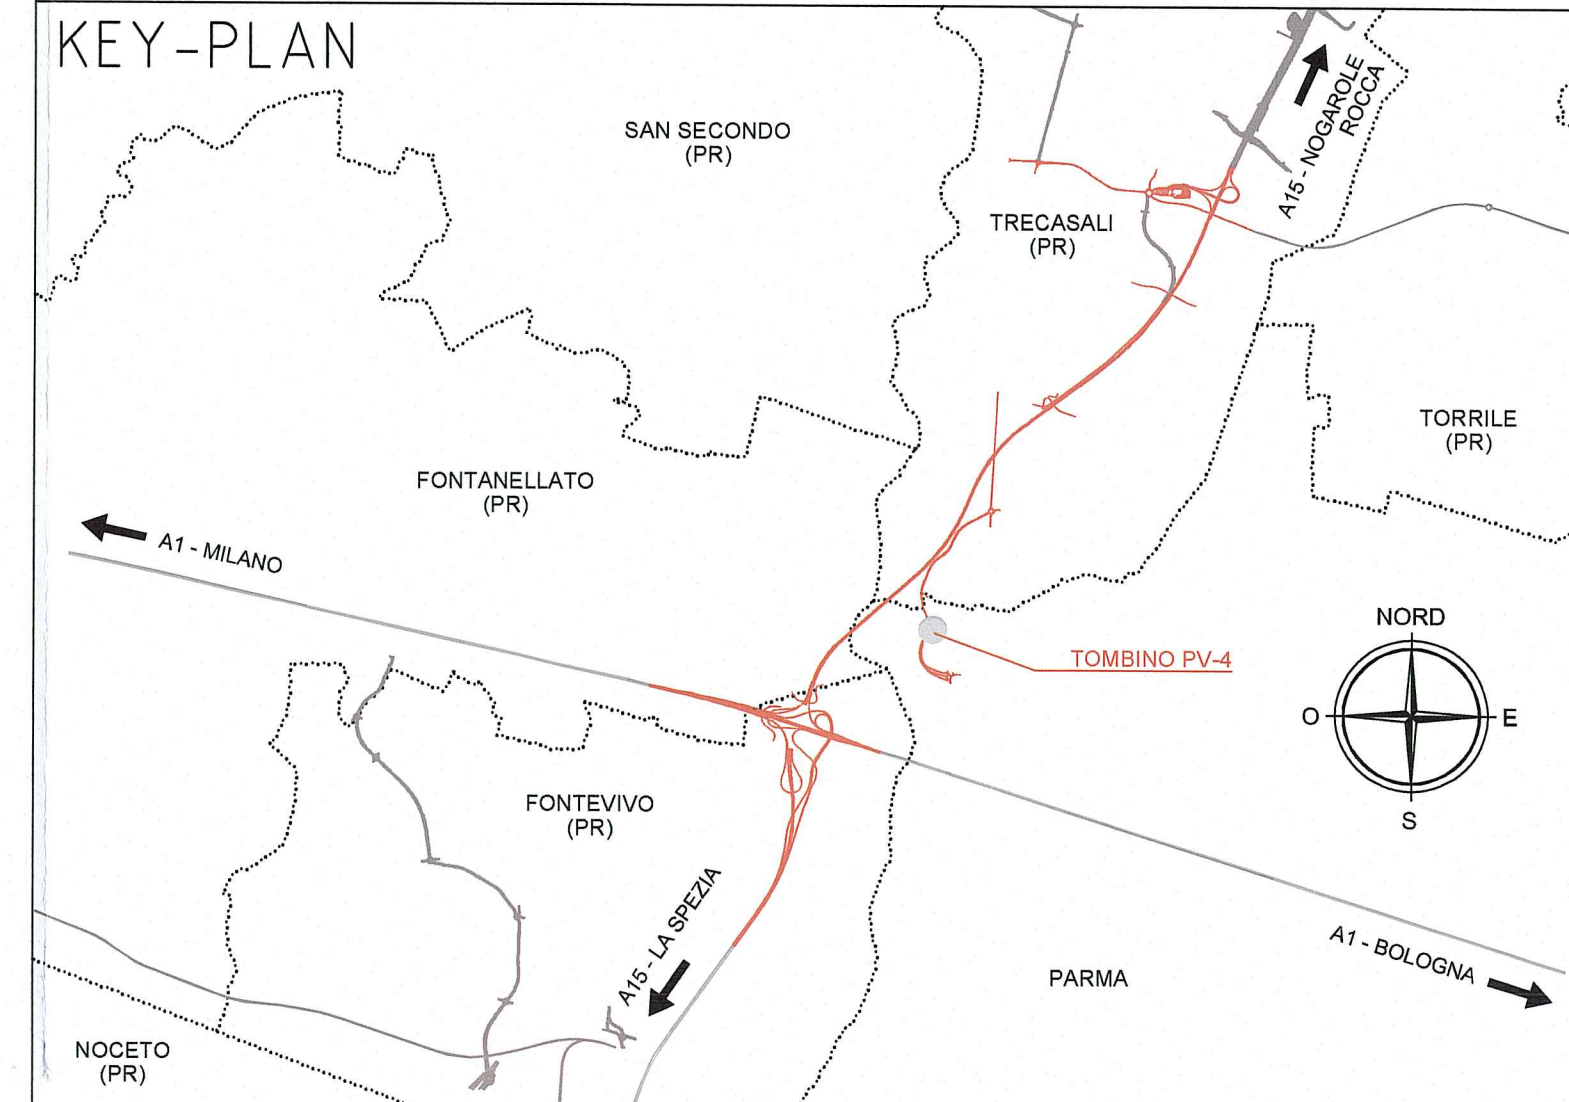 KEY-PLAN
SAN SECONDO
(PR)
A15 - NOGAROLE
ROCCA
TRECASALI
(PR)
TORRILE
(PR)
FONTANELLATO
(PR)
A1 - MILANO
NORD
TOMBINO PV-4
O
E
S
FONTEVIVO
(PR)
A15 - LA SPEZIA
A1 - BOLOGNA
PARMA
NOCETO
(PR)